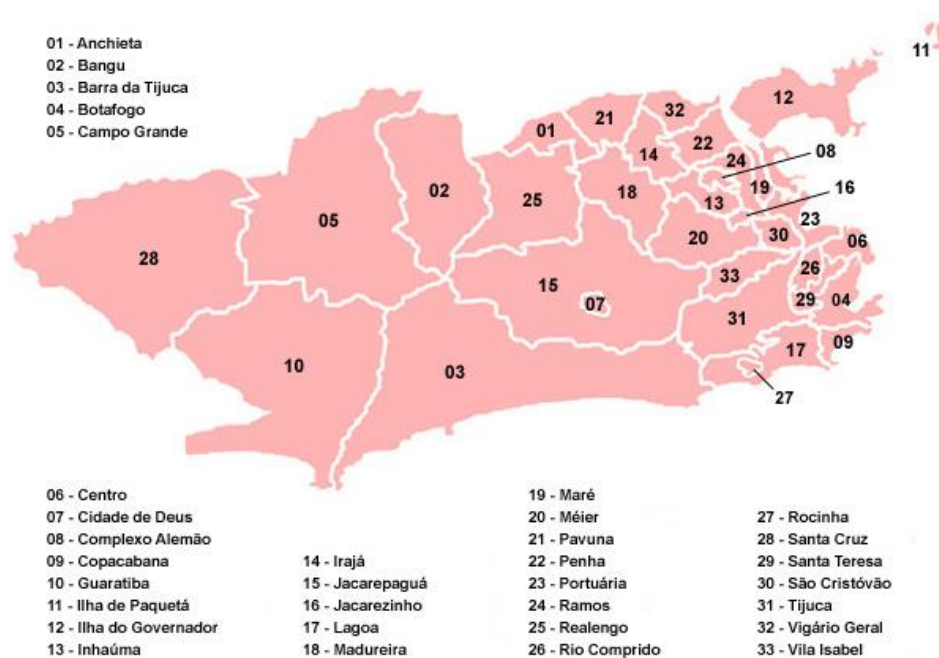 01 - Anchieta
02 - Bangu
03 - Barra da Tijuca
04 - Botafogo
05 - Campo Grande
11
12
32
21
01
22
14
24
08
02
25
18
13
19
16
05
23
20
30
06
28
26
33
15
07
29
04
31
10
03
17
09
27
06 - Centro
07 - Cidade de Deus
08 - Complexo Alemão
09 - Copacabana
10 - Guaratiba
11 - Ilha de Paquetá
12 - Ilha do Governador
13 - Inhaúma
14 - Irajá
15 - Jacarepaguá
16 - Jacarezinho
17 - Lagoa
18 - Madureira
19 - Maré
20 - Méier
21 - Pavuna
22 - Penha
23 - Portuária
24 - Ramos
25 - Realengo
26 - Rio Comprido
27 - Rocinha
28 - Santa Cruz
29 - Santa Teresa
30 - São Cristóvão
31 - Tijuca
32 - Vigário Geral
33 - Vila Isabel